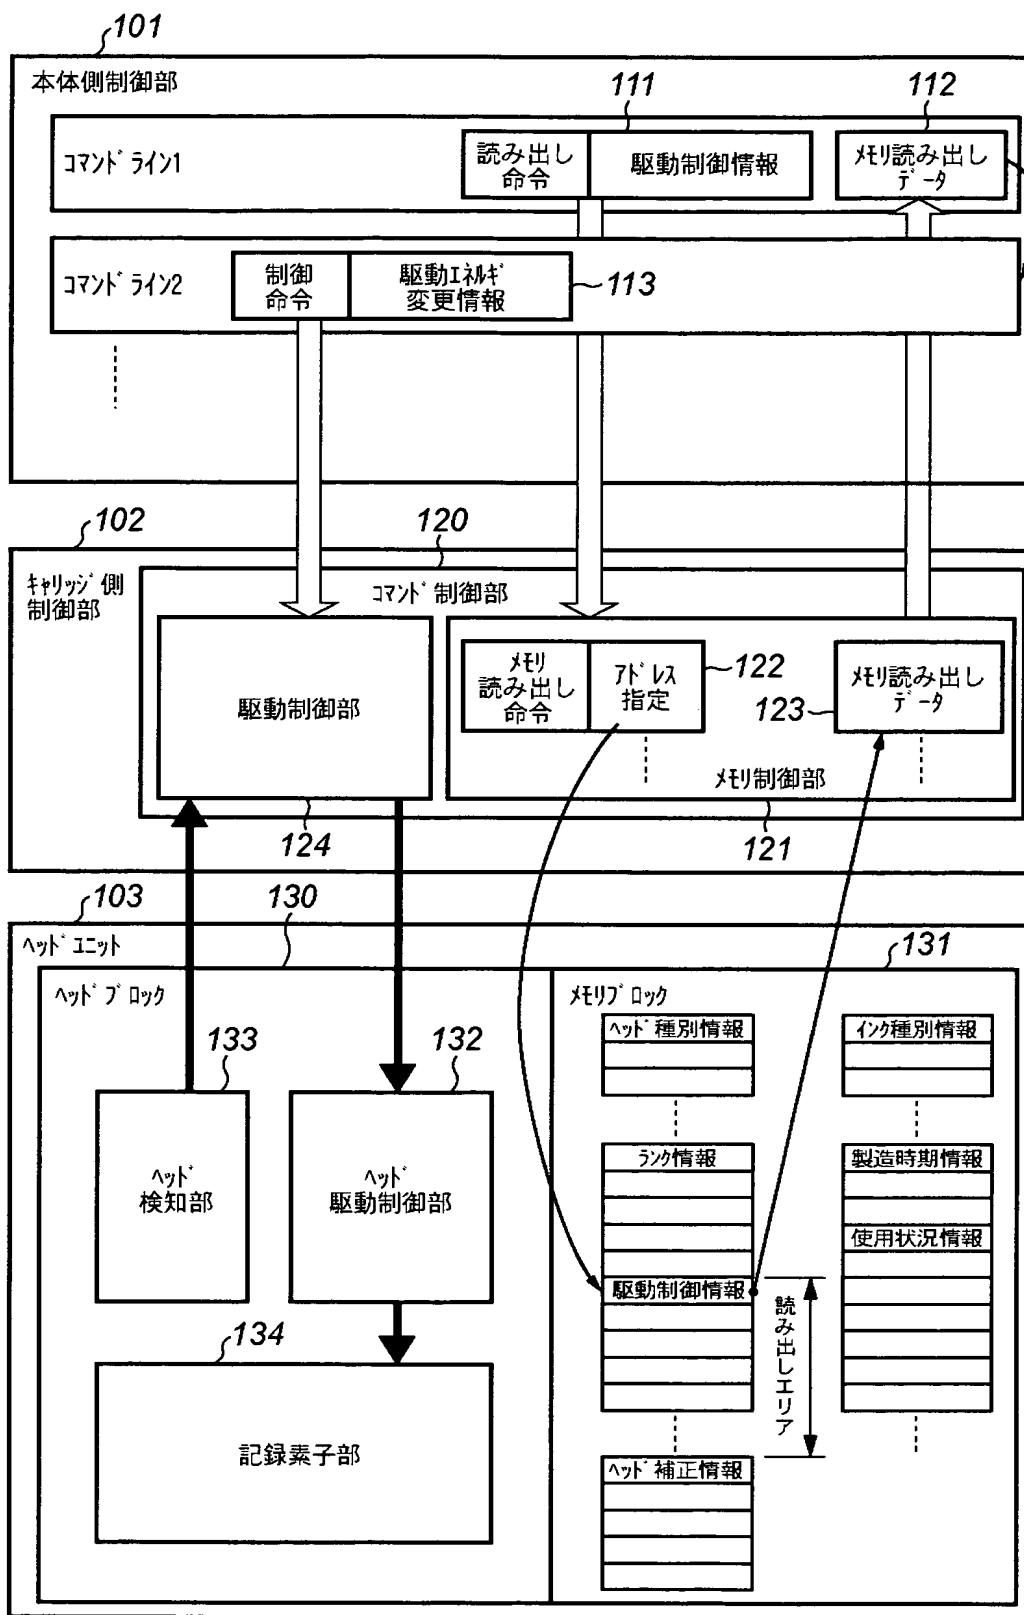 101
本体側制御部
111
112
コマンドライン1
読み出し
命令
駆動制御情報
メモリ読み出し
データ
コマンドライン2
制御
命令
駆動エネルギ
変更情報
113
102
120
キャリッジ側
制御部
コマンド制御部
駆動制御部
メモリ
読み出し
命令
アドレス
指定
122
123
メモリ読み出し
データ
メモリ制御部
124
121
103
130
ヘッドユニット
131
ヘッドブロック
メモリブロック
133
132
ヘッド種別情報
インク種別情報
ヘッド
検知部
ヘッド
駆動制御部
ランク情報
製造時期情報
使用状況情報
駆動制御情報
読み出しエリア
134
記録素子部
ヘッド補正情報